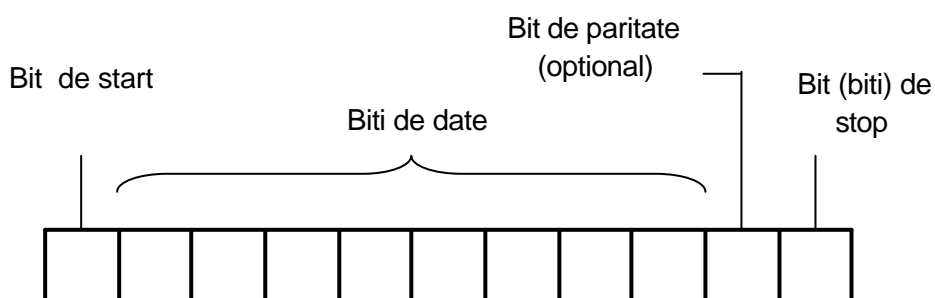 Bit de paritate
(optional)
Bit  de start
Bit (biti) de
stop
Biti de date